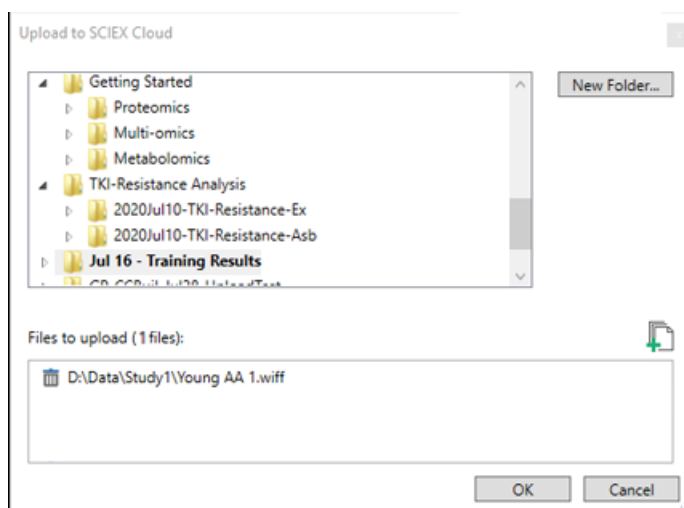 Upload to SCIEX Cloud
Getting Started
New Folder...
Proteomics
Multi-omics
Metabolomics
TKI-Resistance Analysis
2020Jul10-TKI-Resistance-Ex
2020Jul10-TKI-Resistance-Asb
Jul 16 - Training Results
Files to upload (1 files):
D:\Data\Study1\Young AA 1.wiff
OK
Cancel